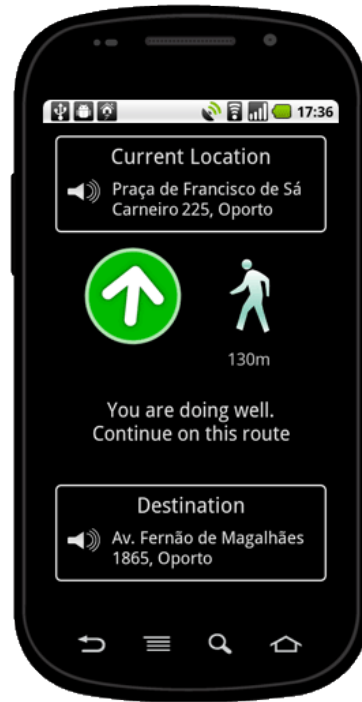 17:36
Current Location
Praça de Francisco de Sá
Carneiro 225, Oporto
130m
You are doing well.
Continue on this route
Destination
Av. Fernão de Magalhães
1865, Oporto